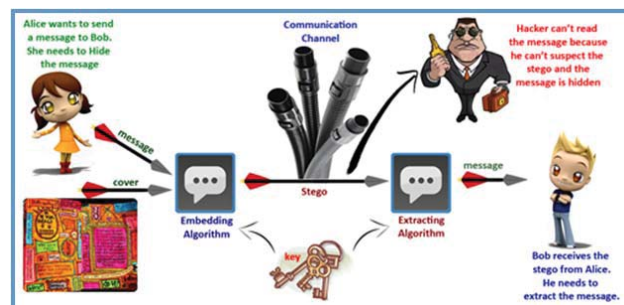 Alice wants to send
a message to Bob.
She needs to Hide
the message
Communication
Channel
Hacker can't read
the message because
he can't suspect the
stego and the
message is hidden
message
cover
Embedding
Algorithm
Stego
key
Extracting
Algorithm
message
Bob receives the
stego from Alice.
He needs to
extract the message.